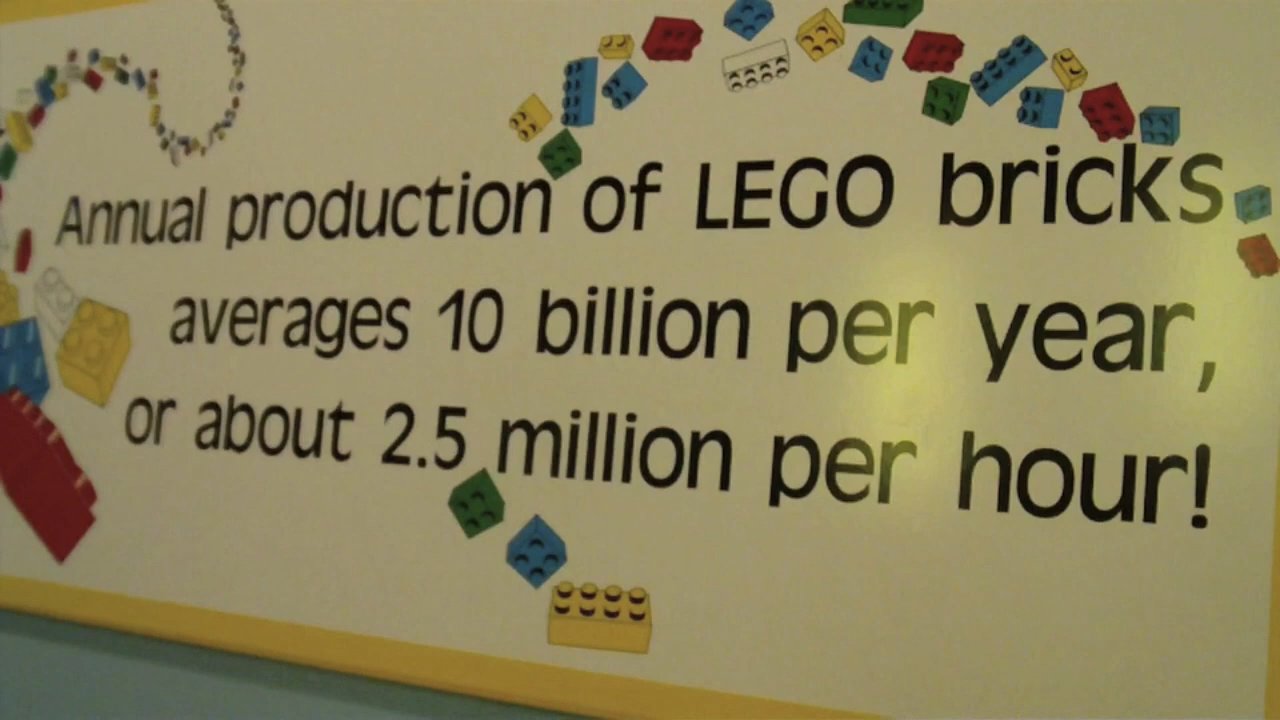 Annual production of LEGO bricks
averages 10 billion per year,
or about 2.5 million per hour!